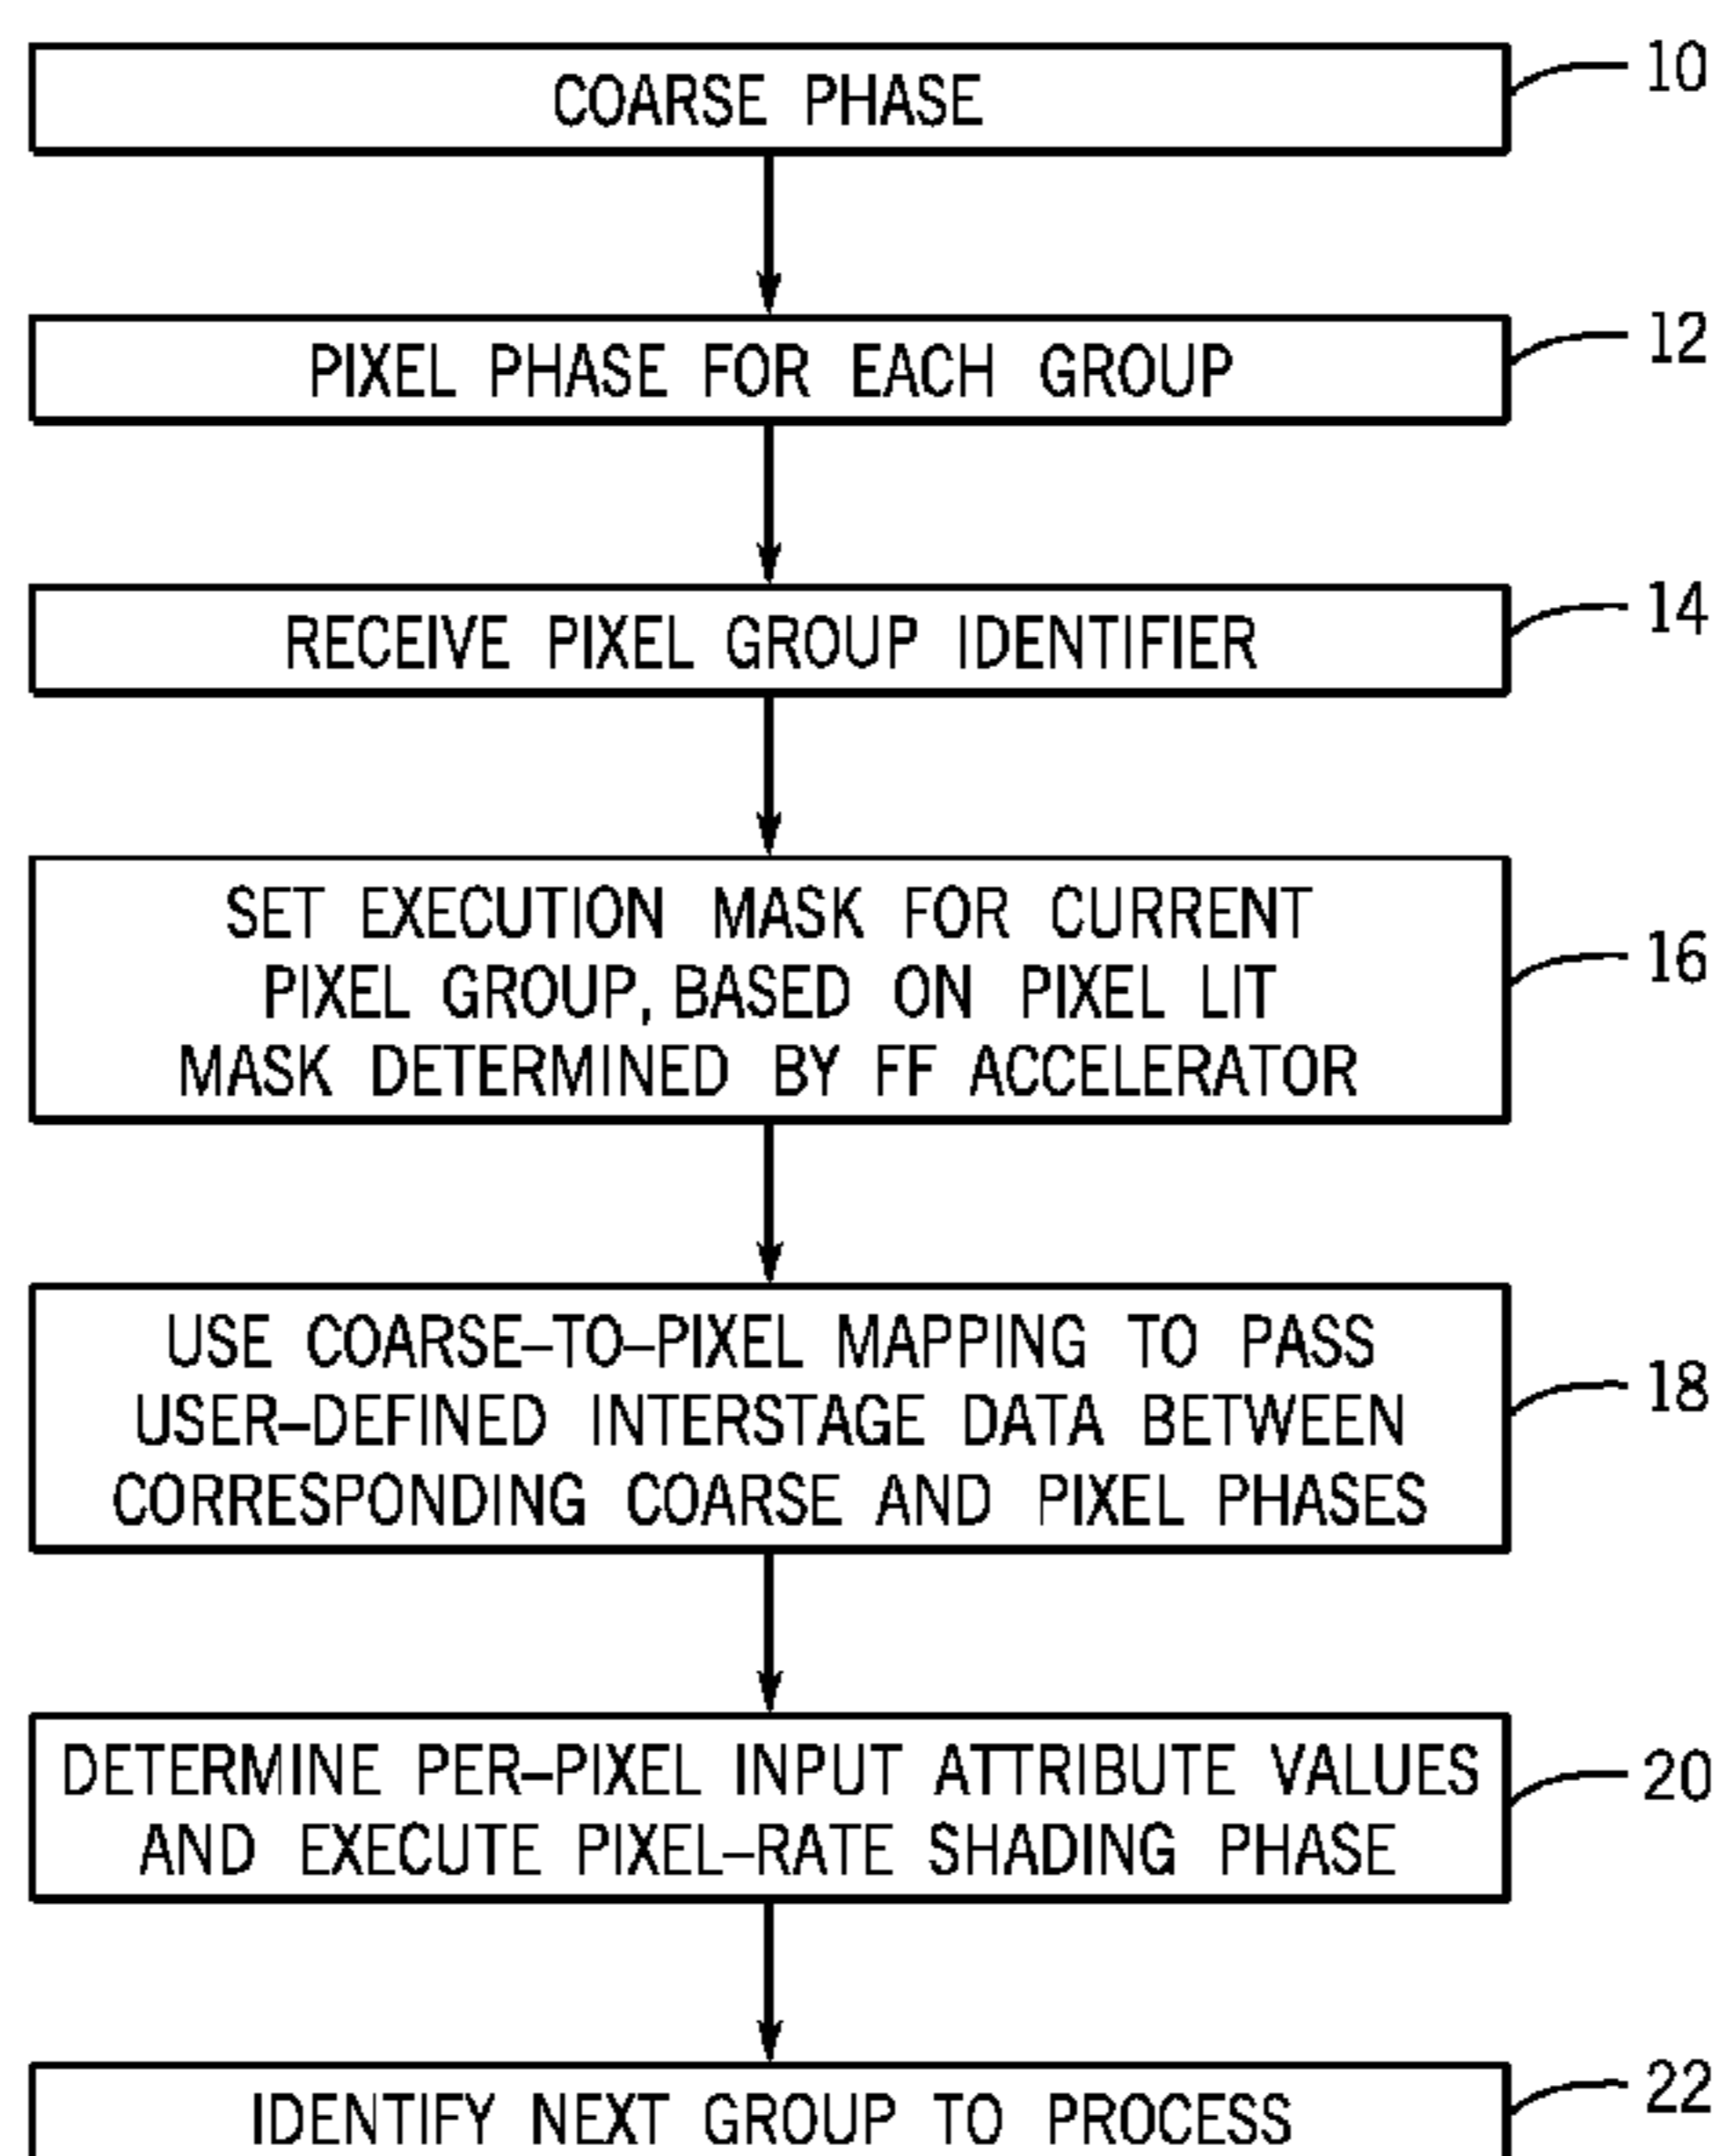 COARSE PHASE
10
PIXEL PHASE FOR EACH GROUP
12
RECEIVE PIXEL GROUP IDENTIFIER
14
SET EXECUTION MASK FOR CURRENT
PIXEL GROUP, BASED ON PIXEL LIT
MASK DETERMINED BY FF ACCELERATOR
16
USE COARSE–TO–PIXEL MAPPING TO PASS
USER–DEFINED INTERSTAGE DATA BETWEEN
CORRESPONDING COARSE AND PIXEL PHASES
18
DETERMINE PER–PIXEL INPUT ATTRIBUTE VALUES
AND EXECUTE PIXEL–RATE SHADING PHASE
20
IDENTIFY NEXT GROUP TO PROCESS
22